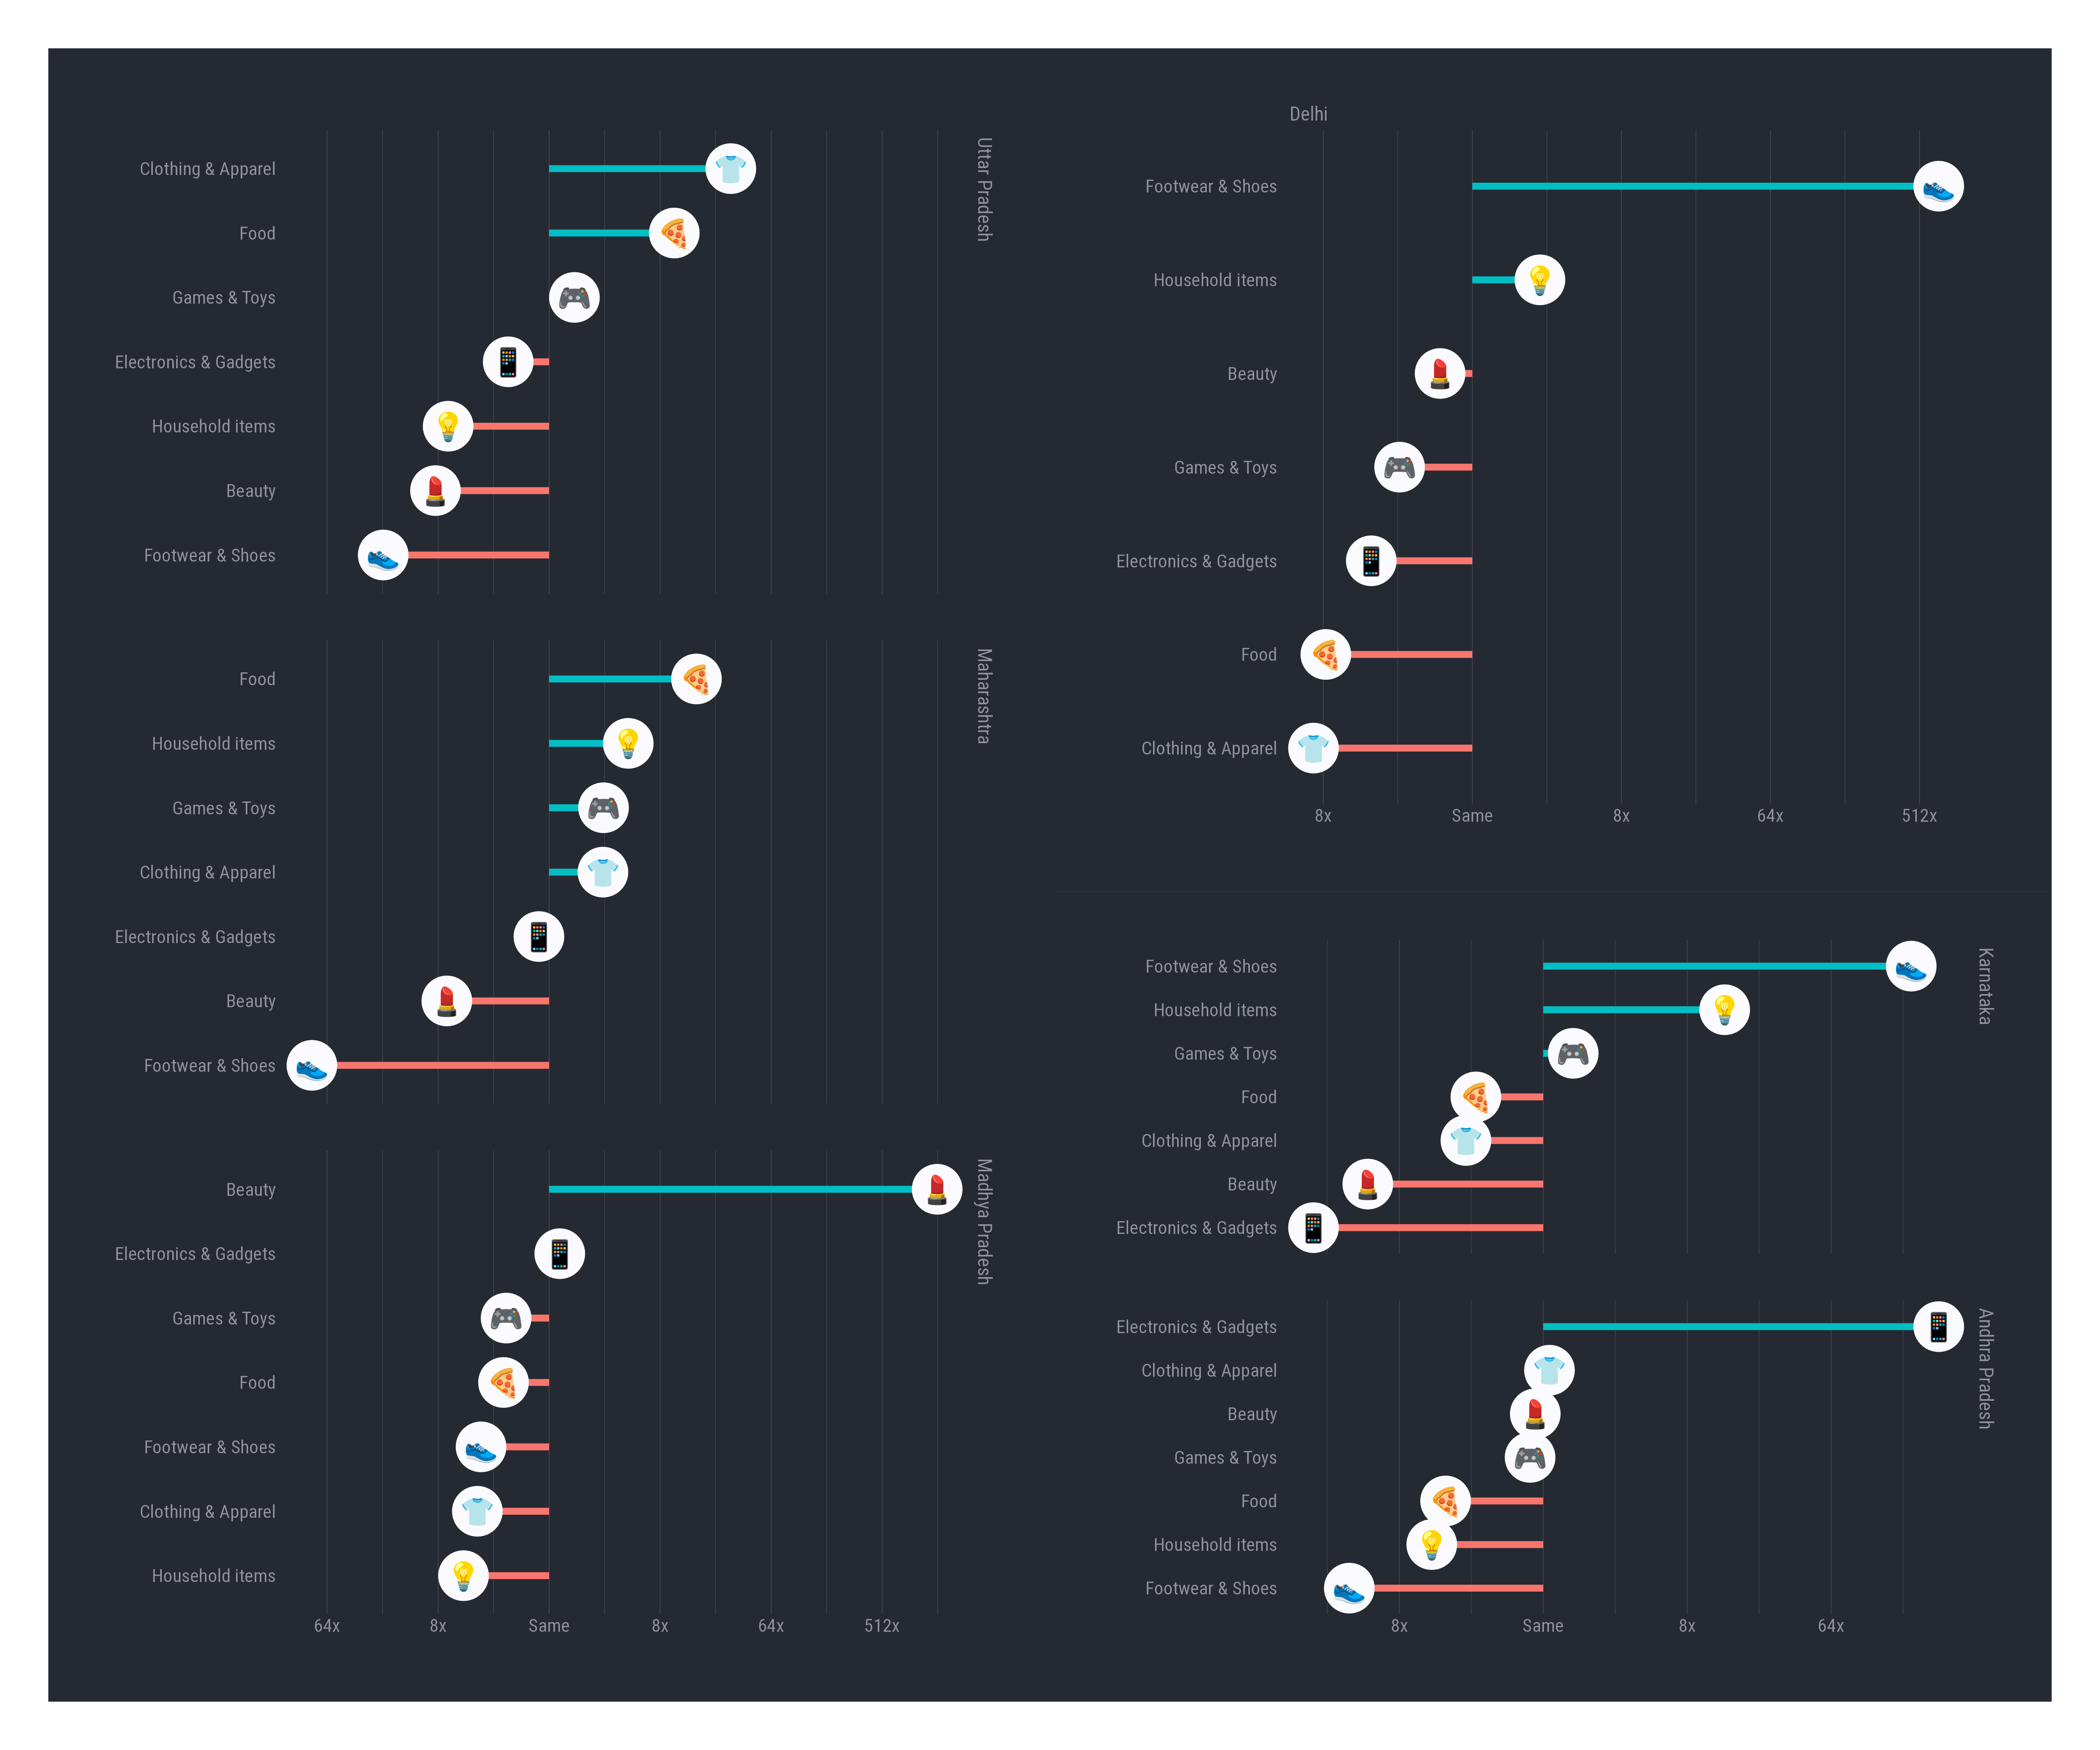 Uttar Pradesh
Clothing & Apparel
Food
Games & Toys
Electronics & Gadgets
Household items
Beauty
Footwear & Shoes
Maharashtra
Food
Household items
Games & Toys
Clothing & Apparel
Electronics & Gadgets
Beauty
Footwear & Shoes
Madhya Pradesh
Beauty
Electronics & Gadgets
Games & Toys
Food
Footwear & Shoes
Clothing & Apparel
Household items
64x 8x Same 8x 64x 512x
Delhi
Footwear & Shoes
Household items
Beauty
Games & Toys
Electronics & Gadgets
Food
Clothing & Apparel
8x Same 8x 64x 512x
Karnataka
Footwear & Shoes
Household items
Games & Toys
Food
Clothing & Apparel
Beauty
Electronics & Gadgets
Andhra Pradesh
Electronics & Gadgets
Clothing & Apparel
Beauty
Games & Toys
Food
Household items
Footwear & Shoes
8x Same 8x 64x